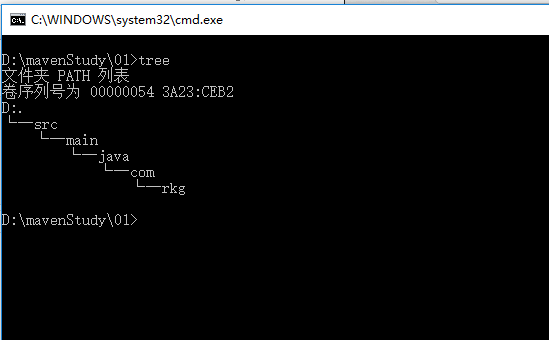 C:\WINDOWS\system32\cmd.exe
D:\mavenStudy\01>tree
文件夹 PATH 列表
卷序列号为 00000054 3A23:CEB2
D:.
└─src
    └─main
        └─java
            └─com
                └─rkg
D:\mavenStudy\01>